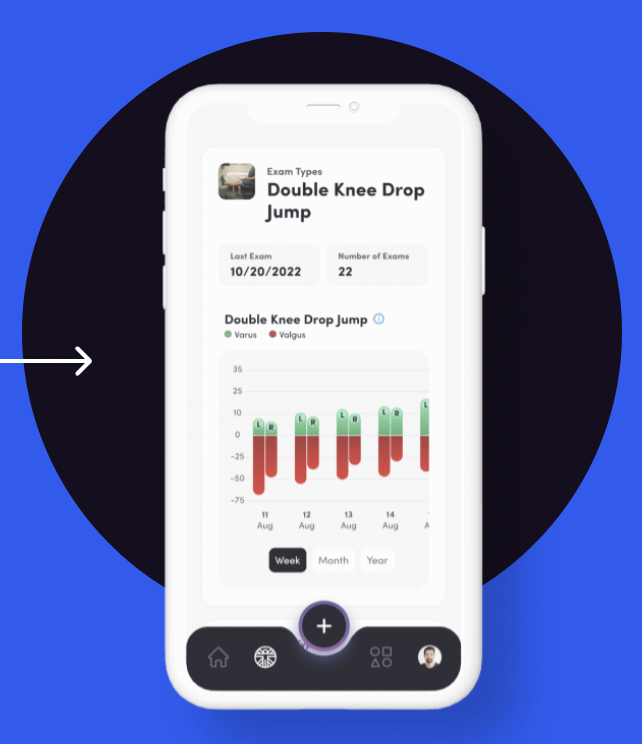 Exam Types
Double Knee Drop
Jump
Last Exam
10/20/2022
Number of Exams
22
Double Knee Drop Jump
Varus Valgus
35
25
10
0
-25
-50
-75
L R L R L R L R L
11 12 13 14
Aug Aug Aug Aug A
Week Month Year
+